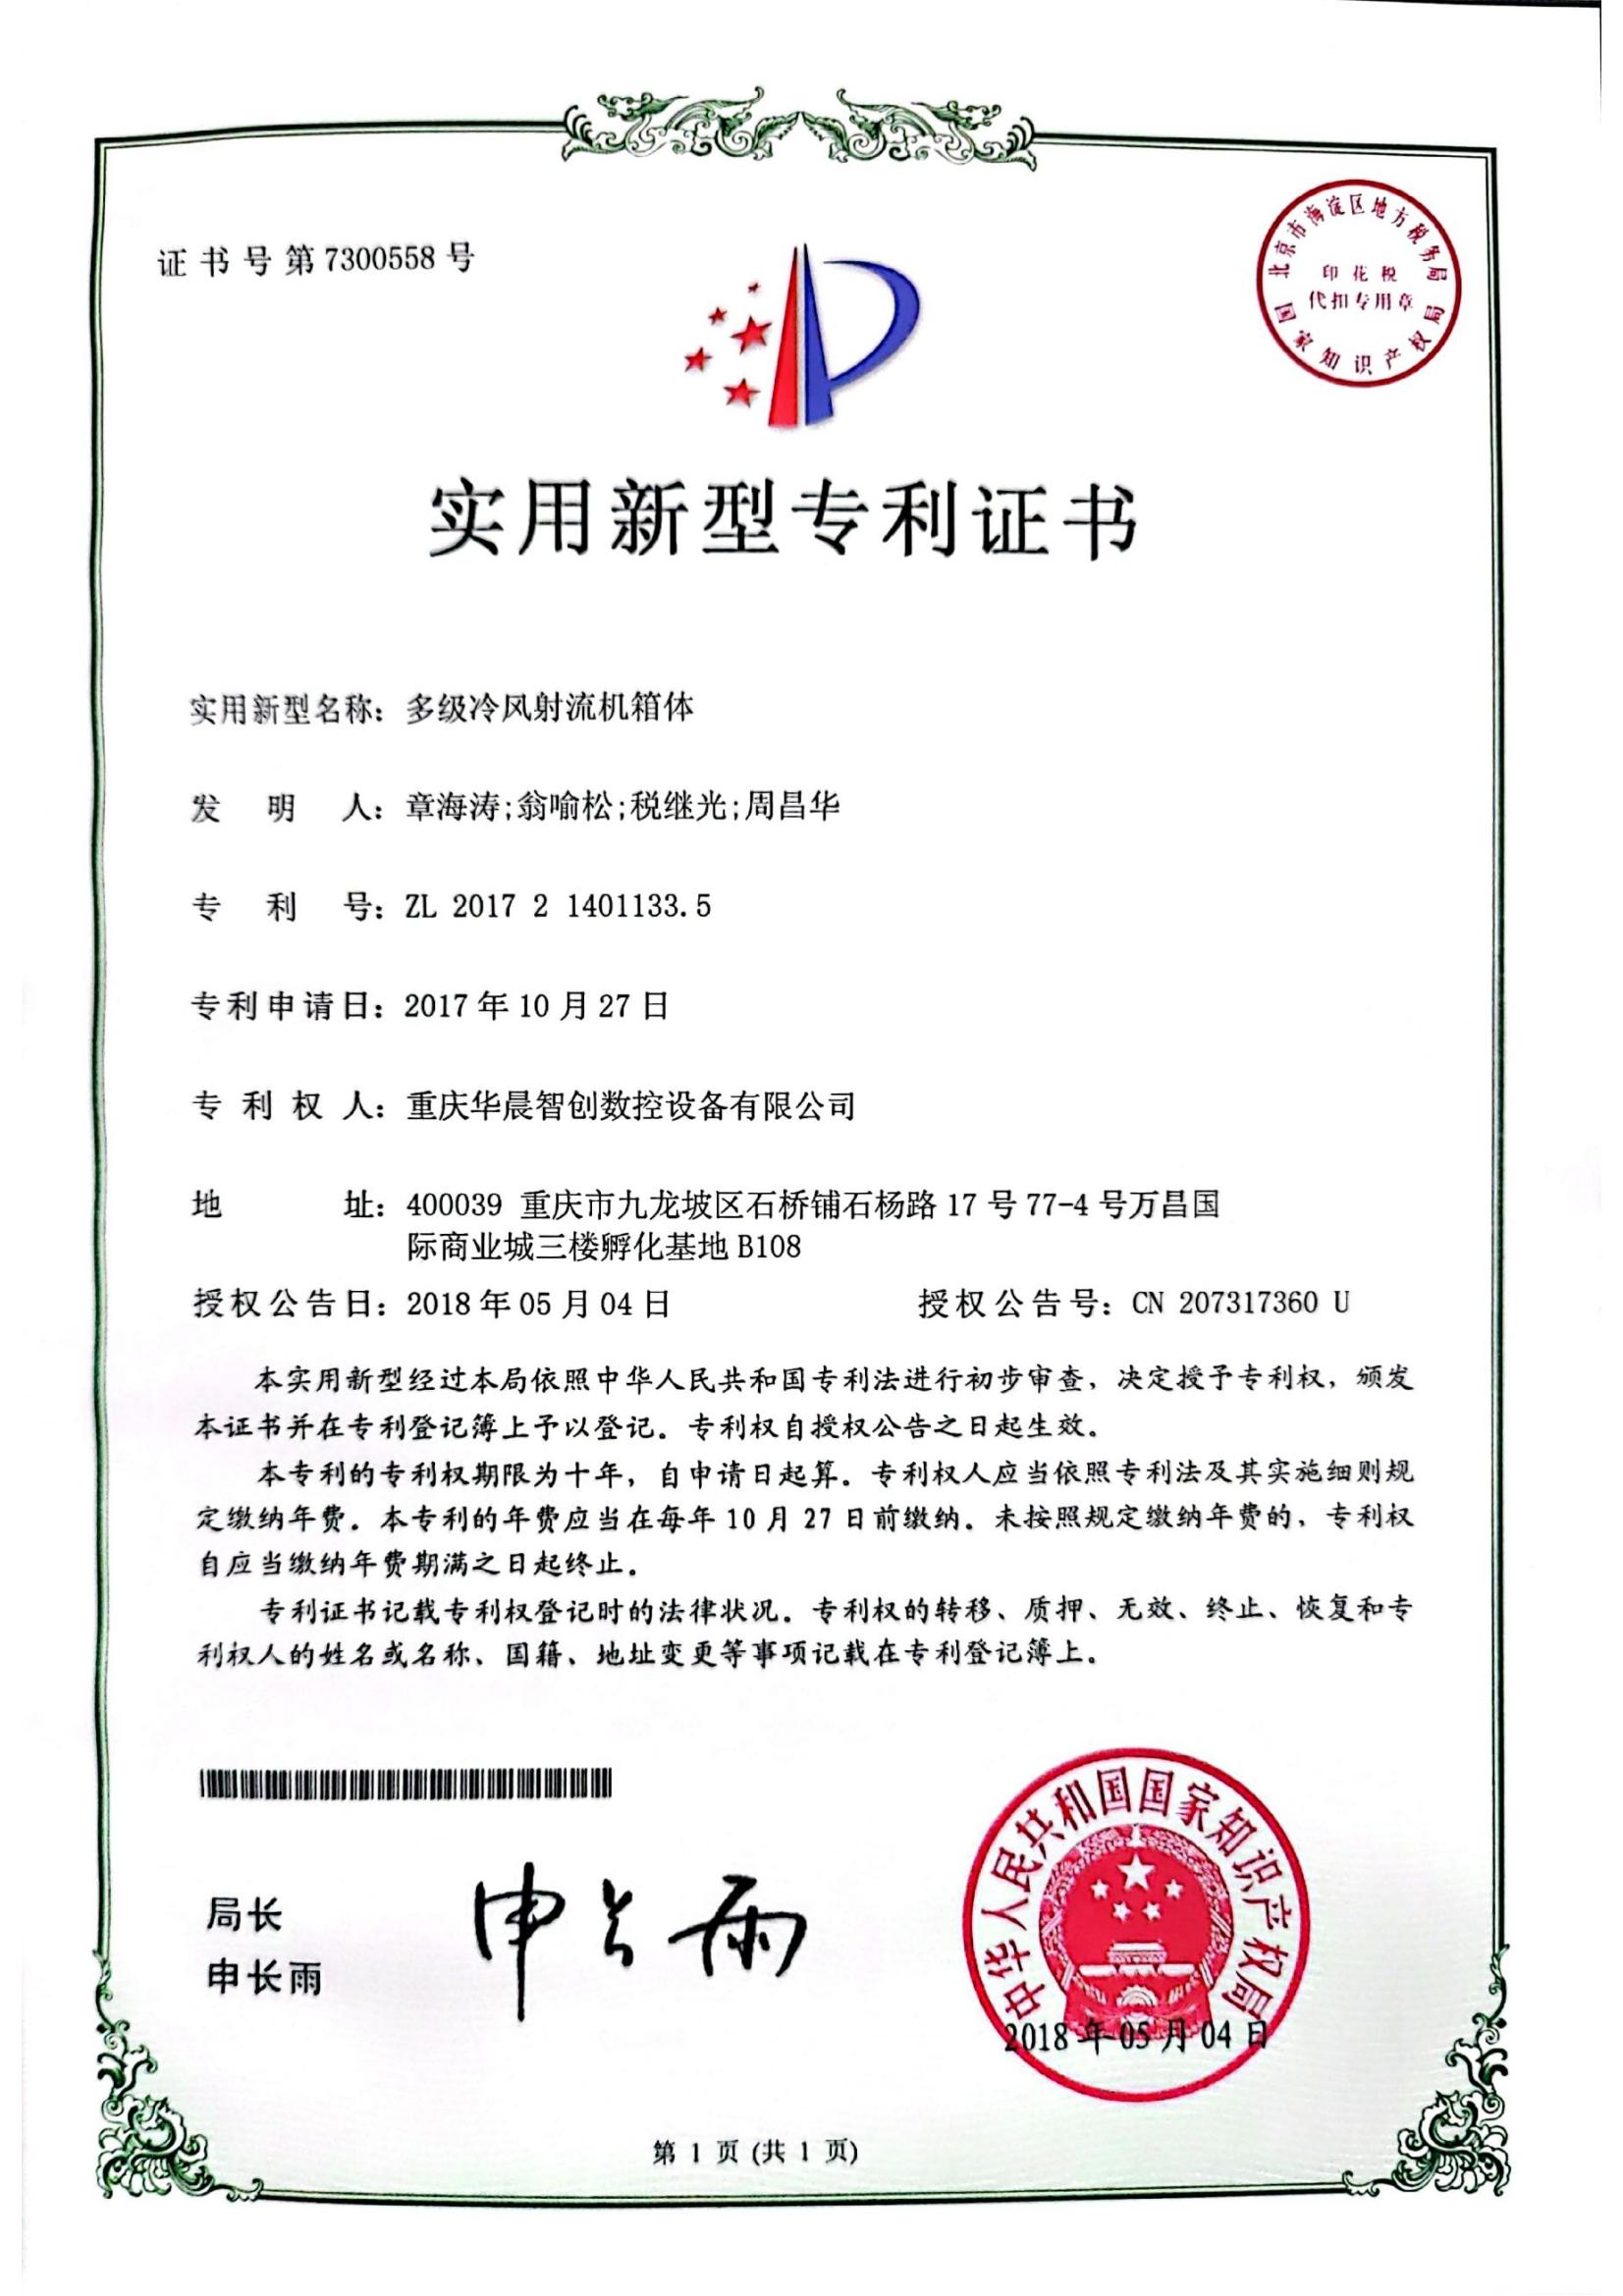 证书号第7300558号
北京市海淀区地方税务局
印花税
代扣专用章
国家知识产权局
实用新型专利证书
实用新型名称：多级冷风射流机箱体
发明人：章海涛;翁喻松;税继光;周昌华
专利号：ZL 2017 2 1401133.5
专利申请日：2017年10月27日
专利权人：重庆华晨智创数控设备有限公司
地址：400039 重庆市九龙坡区石桥铺石杨路17号77-4号万昌国
际商业城三楼孵化基地B108
授权公告日：2018年05月04日 授权公告号：CN 207317360 U
本实用新型经过本局依照中华人民共和国专利法进行初步审查，决定授予专利权，颁发
本证书并在专利登记簿上予以登记。专利权自授权公告之日起生效。
本专利的专利权期限为十年，自申请日起算。专利权人应当依照专利法及其实施细则规
定缴纳年费。本专利的年费应当在每年10月27日前缴纳。未按照规定缴纳年费的，专利权
自应当缴纳年费期满之日起终止。
专利证书记载专利权登记时的法律状况。专利权的转移、质押、无效、终止、恢复和专
利权人的姓名或名称、国籍、地址变更等事项记载在专利登记簿上。
局长
申长雨
申长雨
中华人民共和国国家知识产权局
2018年05月04日
第1页(共1页)